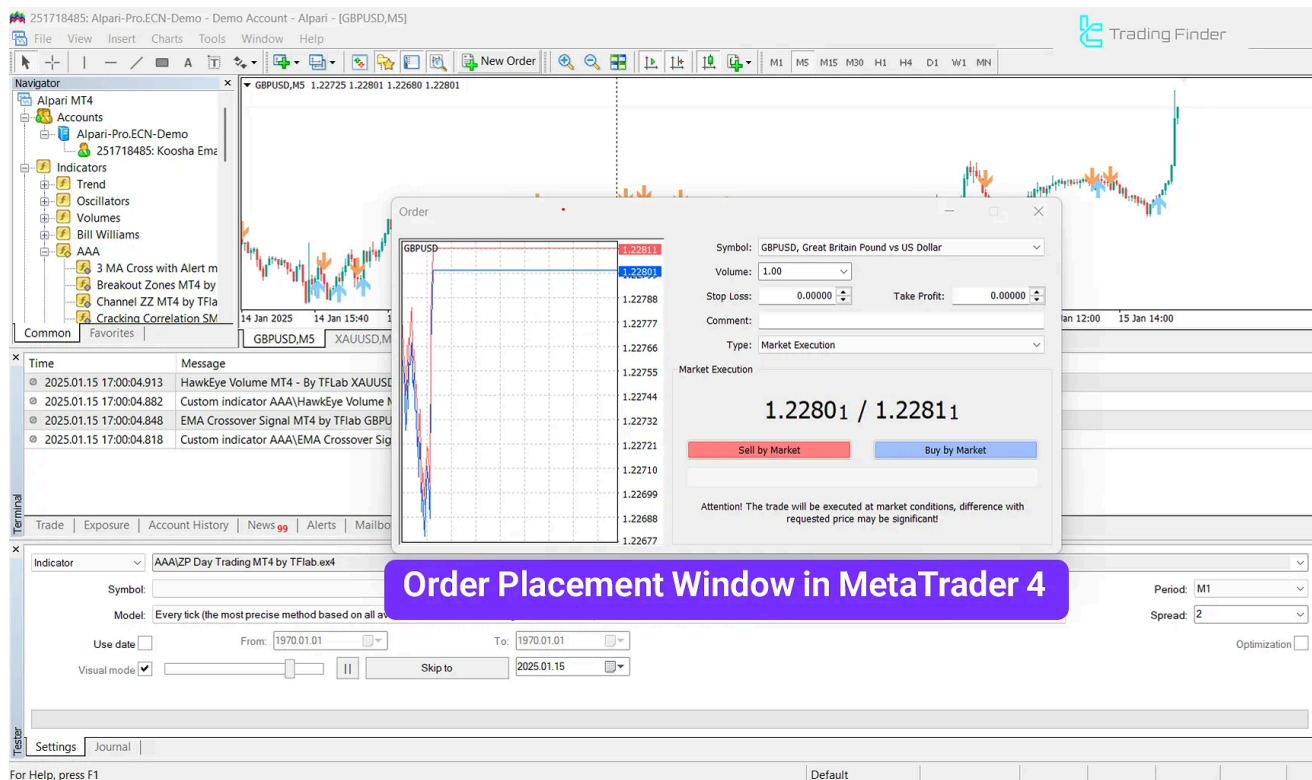 251718485: Alpari-Pro.ECN-Demo - Demo Account - Alpari - [GBPUSD,M5]
Trading Finder
File View Insert Charts Tools Window Help
New Order M1 M5 M15 M30 H1 H4 D1 W1 MN
Navigator
GBPUSD,M5 1.22725 1.22801 1.22680 1.22801
Alpari MT4
Accounts
Alpari-Pro.ECN-Demo
251718485: Koosha Ema
Indicators
Trend
Oscillators
Volumes
Bill Williams
AAA
3 MA Cross with Alert m
Breakout Zones MT4 by
Channel ZZ MT4 by TFla
Cracking Correlation SM
Common Favorites
14 Jan 2025 14 Jan 15:40
an 12:00 15 Jan 14:00
GBPUSD,M5 XAUUSD,M
Order
GBPUSD
1.22811
1.22801
1.22788
1.22777
1.22766
1.22755
1.22744
1.22732
1.22721
1.22710
1.22699
1.22688
1.22677
Symbol: GBPUSD, Great Britain Pound vs US Dollar
Volume: 1.00
Stop Loss: 0.00000 Take Profit: 0.00000
Comment:
Type: Market Execution
Market Execution
1.22801 / 1.22811
Sell by Market Buy by Market
Attention! The trade will be executed at market conditions, difference with
requested price may be significant!
Time Message
2025.01.15 17:00:04.913 HawkEye Volume MT4 - By TFLab XAUUSD
2025.01.15 17:00:04.882 Custom indicator AAA\HawkEye Volume M
2025.01.15 17:00:04.848 EMA Crossover Signal MT4 by TFlab GBPU
2025.01.15 17:00:04.818 Custom indicator AAA\EMA Crossover Sig
Terminal
Trade Exposure Account History News 99 Alerts Mailbo
Order Placement Window in MetaTrader 4
Indicator AAA\ZP Day Trading MT4 by TFlab.ex4
Symbol: Period: M1
Model: Every tick (the most precise method based on all av Spread: 2
Use date From: 1970.01.01 To: 1970.01.01 Optimization
Visual mode Skip to 2025.01.15
Tester
Settings Journal
For Help, press F1 Default